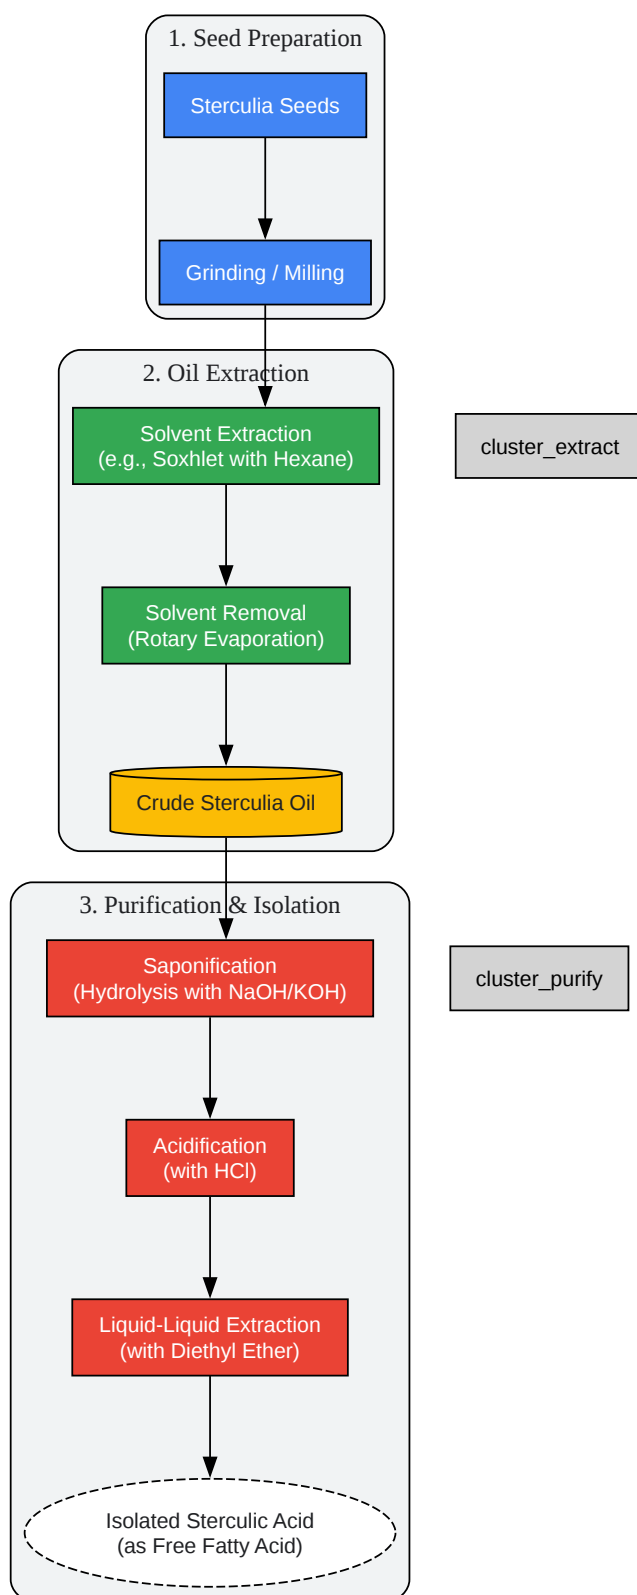 1. Seed Preparation
Sterculia Seeds
Grinding / Milling
2. Oil Extraction
Solvent Extraction
(e.g., Soxhlet with Hexane)
cluster_extract
Solvent Removal
(Rotary Evaporation)
Crude Sterculia Oil
3. Purification & Isolation
Saponification
(Hydrolysis with NaOH/KOH)
cluster_purify
Acidification
(with HCl)
Liquid-Liquid Extraction
(with Diethyl Ether)
Isolated Sterculic Acid
(as Free Fatty Acid)